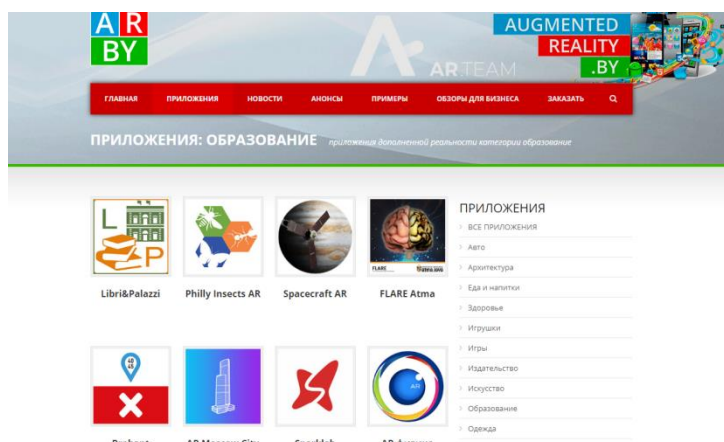 AR
BY
AUGMENTED
REALITY
.BY
AR TEAM
ГЛАВНАЯ ПРИЛОЖЕНИЯ НОВОСТИ АНОНСЫ ПРИМЕРЫ ОБЗОРЫ ДЛЯ БИЗНЕСА ЗАКАЗАТЬ
ПРИЛОЖЕНИЯ: ОБРАЗОВАНИЕ приложения дополненной реальности категории образование
L P
FLARE
Libri&Palazzi Philly Insects AR Spacecraft AR FLARE Atma
ПРИЛОЖЕНИЯ
ВСЕ ПРИЛОЖЕНИЯ
Авто
Архитектура
Еда и напитки
Здоровье
Игрушки
Игры
Издательство
Искусство
Образование
Одежда
AR